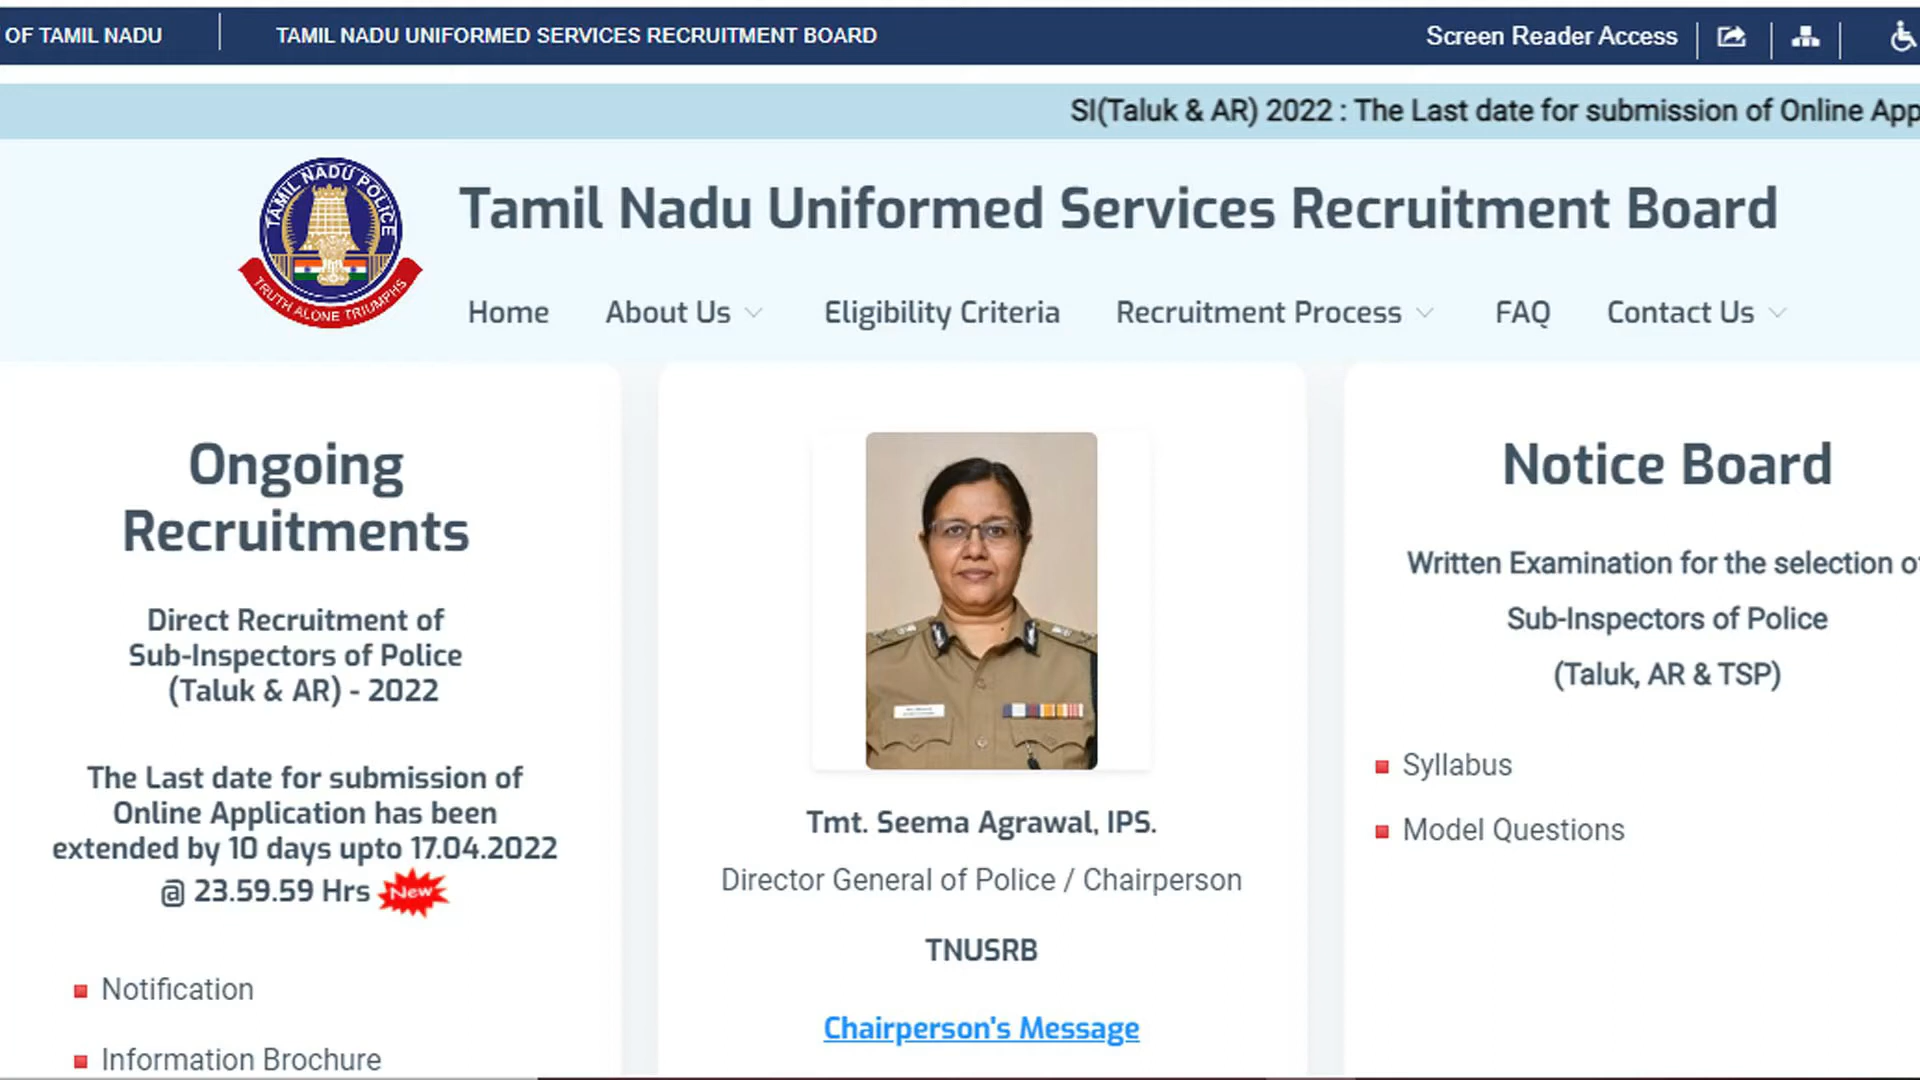 OF TAMIL NADU
TAMIL NADU UNIFORMED SERVICES RECRUITMENT BOARD
Screen Reader Access
SI(Taluk & AR) 2022 : The Last date for submission of Online App
TAMIL NADU POLICE
TRUTH ALONE TRIUMPHS
Tamil Nadu Uniformed Services Recruitment Board
Home
About Us
Eligibility Criteria
Recruitment Process
FAQ
Contact Us
Ongoing
Recruitments
Direct Recruitment of
Sub-Inspectors of Police
(Taluk & AR) - 2022
The Last date for submission of
Online Application has been
extended by 10 days upto 17.04.2022
@ 23.59.59 Hrs New
Notification
Information Brochure
Tmt. Seema Agrawal, IPS.
Director General of Police / Chairperson
TNUSRB
Chairperson's Message
Notice Board
Written Examination for the selection of
Sub-Inspectors of Police
(Taluk, AR & TSP)
Syllabus
Model Questions